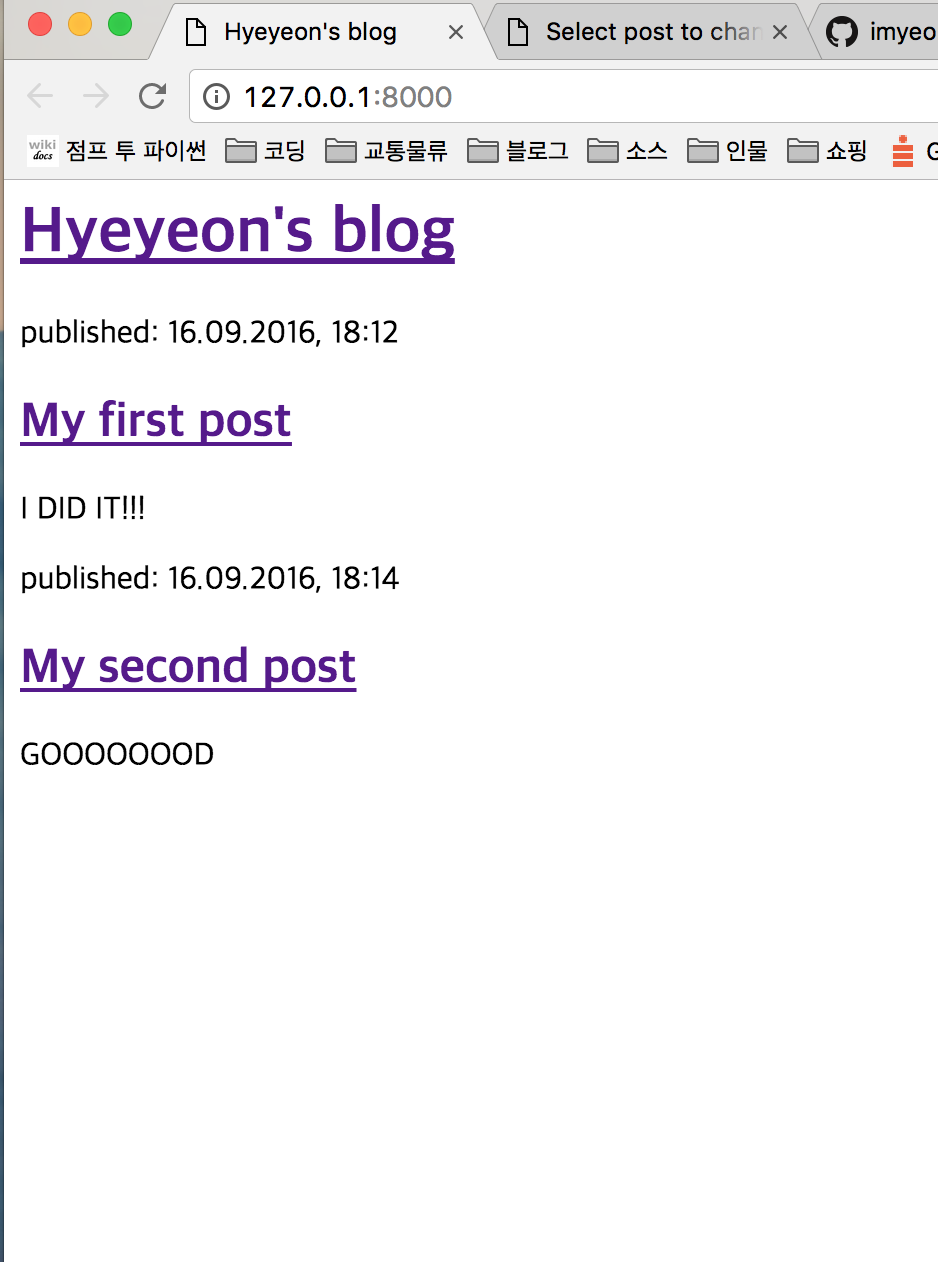 Hyeyeon's blog
Select post to chan
imyeo
127.0.0.1:8000
wiki docs 점프 투 파이썬 코딩 교통물류 블로그 소스 인물 쇼핑 G
Hyeyeon's blog
published: 16.09.2016, 18:12
My first post
I DID IT!!!
published: 16.09.2016, 18:14
My second post
GOOOOOOOD